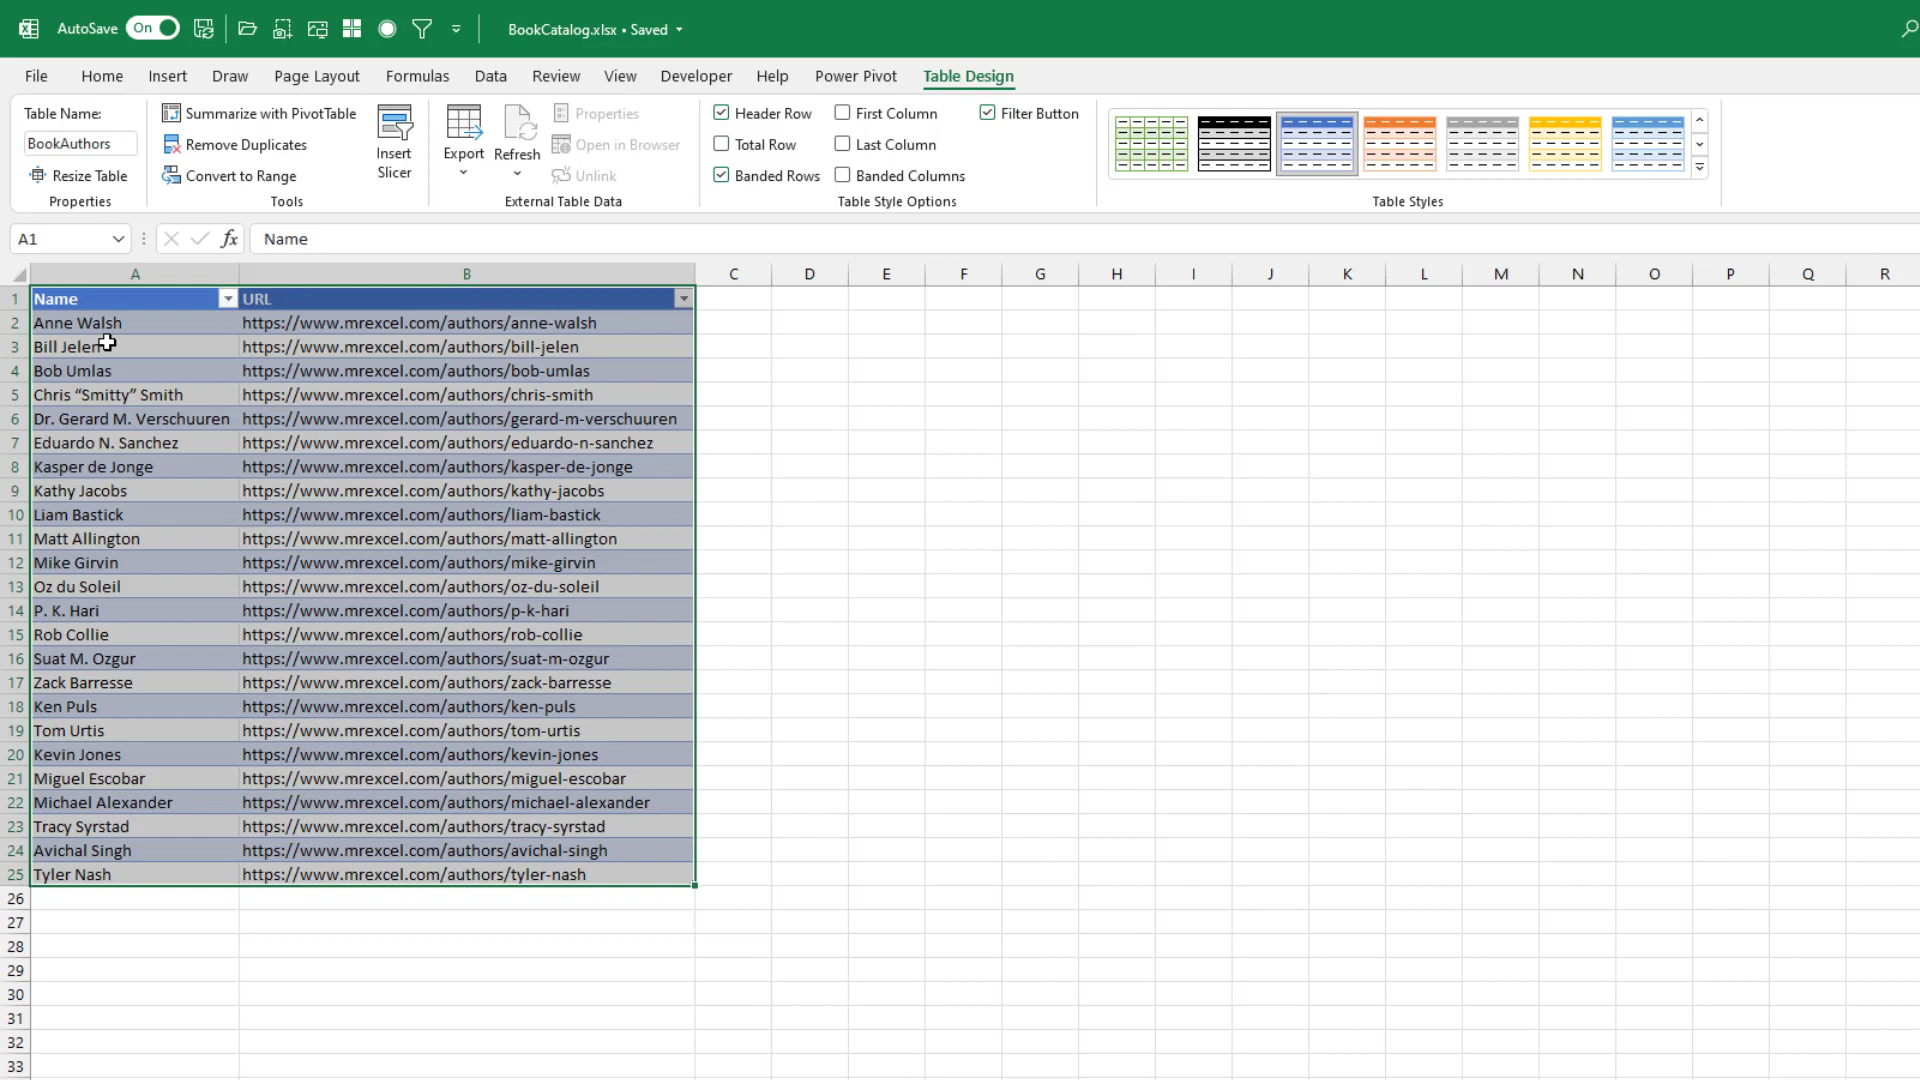 AutoSave On BookCatalog.xlsx • Saved
File Home Insert Draw Page Layout Formulas Data Review View Developer Help Power Pivot Table Design
Table Name:
BookAuthors
Resize Table
Properties
Summarize with PivotTable
Remove Duplicates
Convert to Range
Tools
Insert
Slicer
Export
Refresh
Properties
Open in Browser
Unlink
External Table Data
Header Row First Column Filter Button
Total Row Last Column
Banded Rows Banded Columns
Table Style Options
Table Styles
A1 fx Name
A B C D E F G H I J K L M N O P Q R
1 Name URL
2 Anne Walsh https://www.mrexcel.com/authors/anne-walsh
3 Bill Jelen https://www.mrexcel.com/authors/bill-jelen
4 Bob Umlas https://www.mrexcel.com/authors/bob-umlas
5 Chris “Smitty” Smith https://www.mrexcel.com/authors/chris-smith
6 Dr. Gerard M. Verschuuren https://www.mrexcel.com/authors/gerard-m-verschuuren
7 Eduardo N. Sanchez https://www.mrexcel.com/authors/eduardo-n-sanchez
8 Kasper de Jonge https://www.mrexcel.com/authors/kasper-de-jonge
9 Kathy Jacobs https://www.mrexcel.com/authors/kathy-jacobs
10 Liam Bastick https://www.mrexcel.com/authors/liam-bastick
11 Matt Allington https://www.mrexcel.com/authors/matt-allington
12 Mike Girvin https://www.mrexcel.com/authors/mike-girvin
13 Oz du Soleil https://www.mrexcel.com/authors/oz-du-soleil
14 P. K. Hari https://www.mrexcel.com/authors/p-k-hari
15 Rob Collie https://www.mrexcel.com/authors/rob-collie
16 Suat M. Ozgur https://www.mrexcel.com/authors/suat-m-ozgur
17 Zack Barresse https://www.mrexcel.com/authors/zack-barresse
18 Ken Puls https://www.mrexcel.com/authors/ken-puls
19 Tom Urtis https://www.mrexcel.com/authors/tom-urtis
20 Kevin Jones https://www.mrexcel.com/authors/kevin-jones
21 Miguel Escobar https://www.mrexcel.com/authors/miguel-escobar
22 Michael Alexander https://www.mrexcel.com/authors/michael-alexander
23 Tracy Syrstad https://www.mrexcel.com/authors/tracy-syrstad
24 Avichal Singh https://www.mrexcel.com/authors/avichal-singh
25 Tyler Nash https://www.mrexcel.com/authors/tyler-nash
26
27
28
29
30
31
32
33